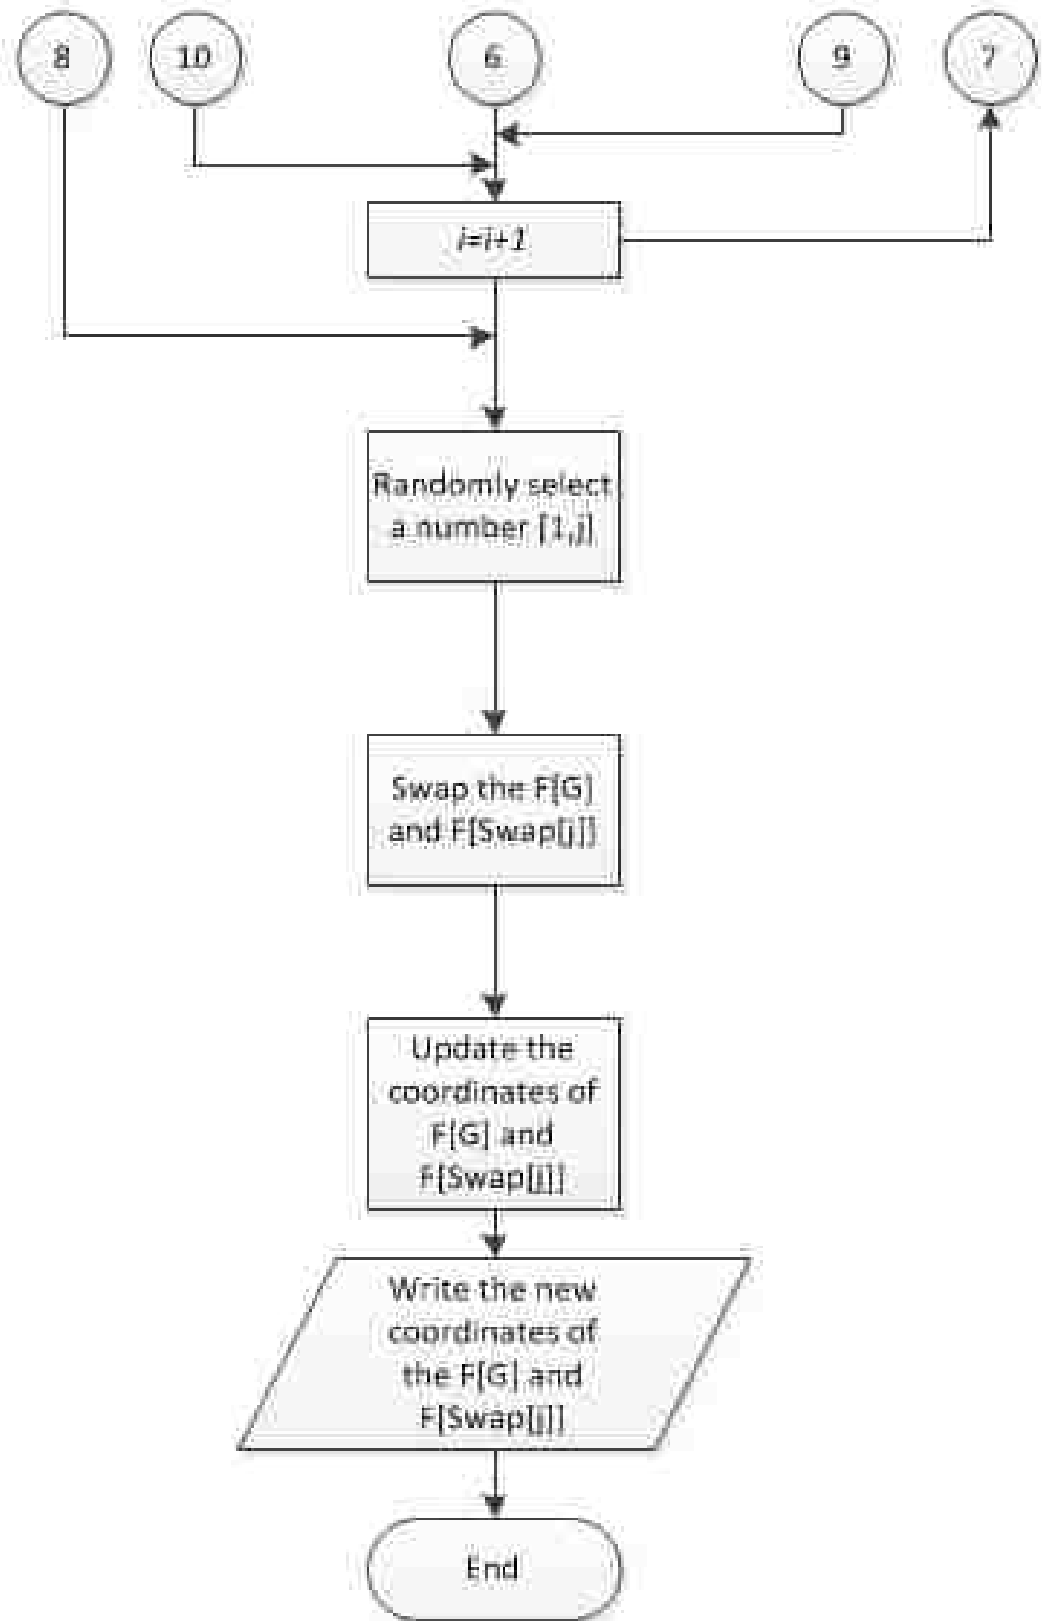 8
10
6
9
7
i=i+1
Randomly select
a number [1,j]
Swap the F[G]
and F[Swap[j]]
Update the
coordinates of
F[G] and
F[Swap[j]]
Write the new
coordinates of
the F[G] and
F[Swap[j]]
End